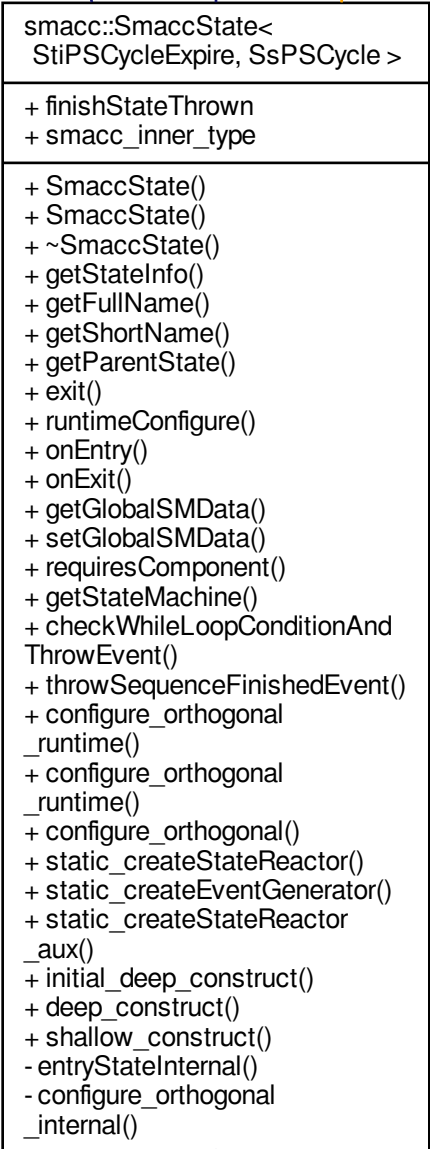 smacc::SmaccState<
StiPSCycleExpire, SsPSCycle >
+ finishStateThrown
+ smacc_inner_type
+ SmaccState()
+ SmaccState()
+ ~SmaccState()
+ getStateInfo()
+ getFullName()
+ getShortName()
+ getParentState()
+ exit()
+ runtimeConfigure()
+ onEntry()
+ onExit()
+ getGlobalSMData()
+ setGlobalSMData()
+ requiresComponent()
+ getStateMachine()
+ checkWhileLoopConditionAnd
ThrowEvent()
+ throwSequenceFinishedEvent()
+ configure_orthogonal
_runtime()
+ configure_orthogonal
_runtime()
+ configure_orthogonal()
+ static_createStateReactor()
+ static_createEventGenerator()
+ static_createStateReactor
_aux()
+ initial_deep_construct()
+ deep_construct()
+ shallow_construct()
- entryStateInternal()
- configure_orthogonal
_internal()